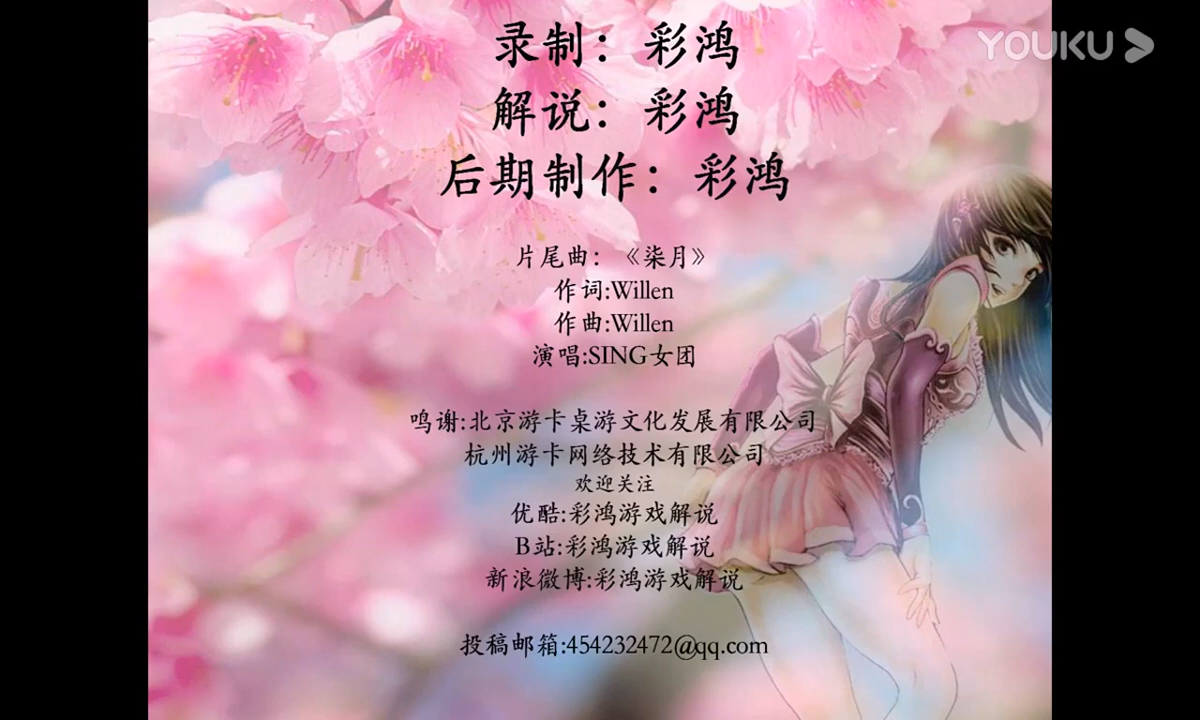 YOUKU
录制：彩鸿
解说：彩鸿
后期制作：彩鸿
片尾曲：《柒月》
作词:Willen
作曲:Willen
演唱:SING女团
鸣谢:北京游卡桌游文化发展有限公司
杭州游卡网络技术有限公司
欢迎关注
优酷:彩鸿游戏解说
B站:彩鸿游戏解说
新浪微博:彩鸿游戏解说
投稿邮箱:454232472@qq.com